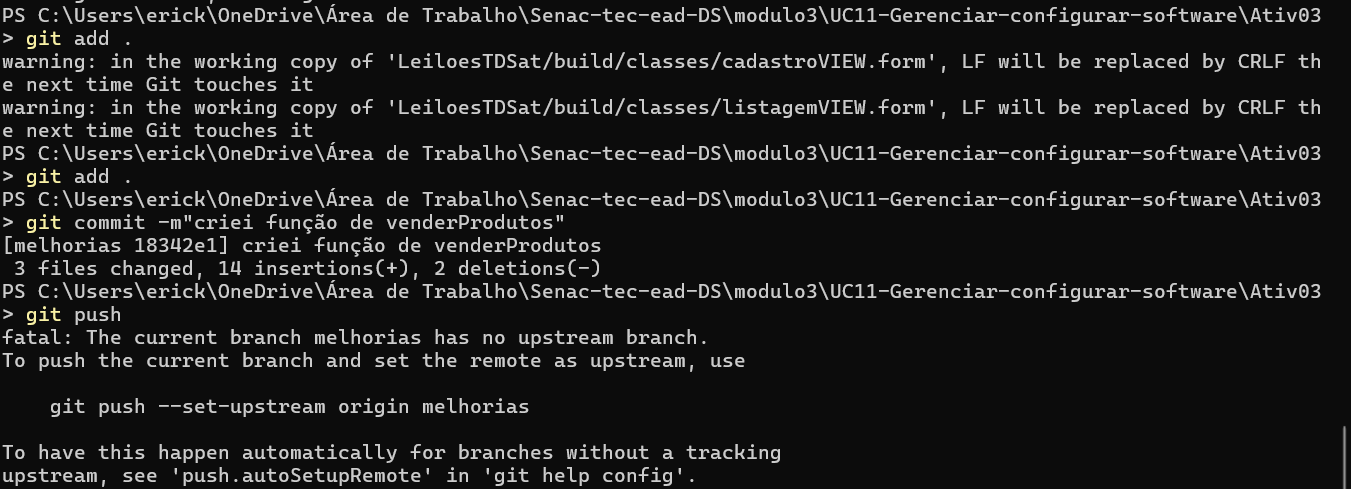 PS C:\Users\erick\OneDrive\Área de Trabalho\Senac-tec-ead-DS\modulo3\UC11-Gerenciar-configurar-software\Ativ03
> git add .
warning: in the working copy of 'LeiloesTDSat/build/classes/cadastroVIEW.form', LF will be replaced by CRLF th
e next time Git touches it
warning: in the working copy of 'LeiloesTDSat/build/classes/listagemVIEW.form', LF will be replaced by CRLF th
e next time Git touches it
PS C:\Users\erick\OneDrive\Área de Trabalho\Senac-tec-ead-DS\modulo3\UC11-Gerenciar-configurar-software\Ativ03
> git add .
PS C:\Users\erick\OneDrive\Área de Trabalho\Senac-tec-ead-DS\modulo3\UC11-Gerenciar-configurar-software\Ativ03
> git commit -m"criei função de venderProdutos"
[melhorias 18342e1] criei função de venderProdutos
 3 files changed, 14 insertions(+), 2 deletions(-)
PS C:\Users\erick\OneDrive\Área de Trabalho\Senac-tec-ead-DS\modulo3\UC11-Gerenciar-configurar-software\Ativ03
> git push
fatal: The current branch melhorias has no upstream branch.
To push the current branch and set the remote as upstream, use

    git push --set-upstream origin melhorias

To have this happen automatically for branches without a tracking
upstream, see 'push.autoSetupRemote' in 'git help config'.